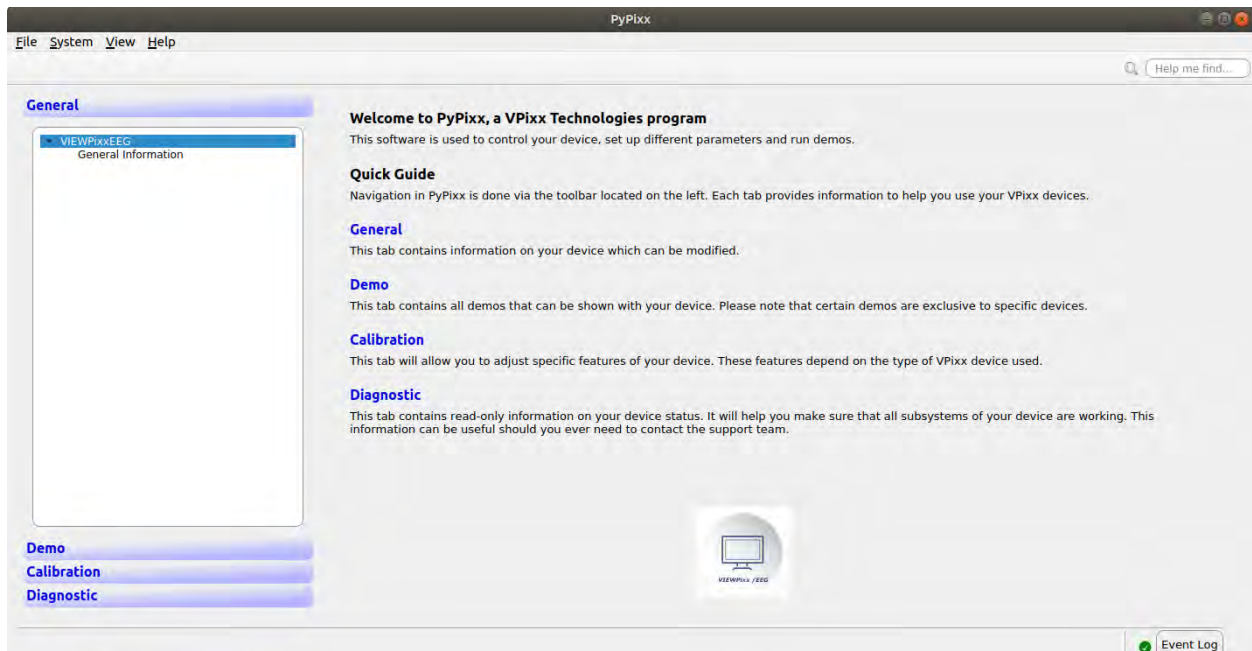 PyPixx
File System View Help
Help me find...
General
VIEWPixxEEG
General Information
Demo
Calibration
Diagnostic
Welcome to PyPixx, a VPixx Technologies program
This software is used to control your device, set up different parameters and run demos.
Quick Guide
Navigation in PyPixx is done via the toolbar located on the left. Each tab provides information to help you use your VPixx devices.
General
This tab contains information on your device which can be modified.
Demo
This tab contains all demos that can be shown with your device. Please note that certain demos are exclusive to specific devices.
Calibration
This tab will allow you to adjust specific features of your device. These features depend on the type of VPixx device used.
Diagnostic
This tab contains read-only information on your device status. It will help you make sure that all subsystems of your device are working. This
information can be useful should you ever need to contact the support team.
VIEWPixx /EEG
Event Log